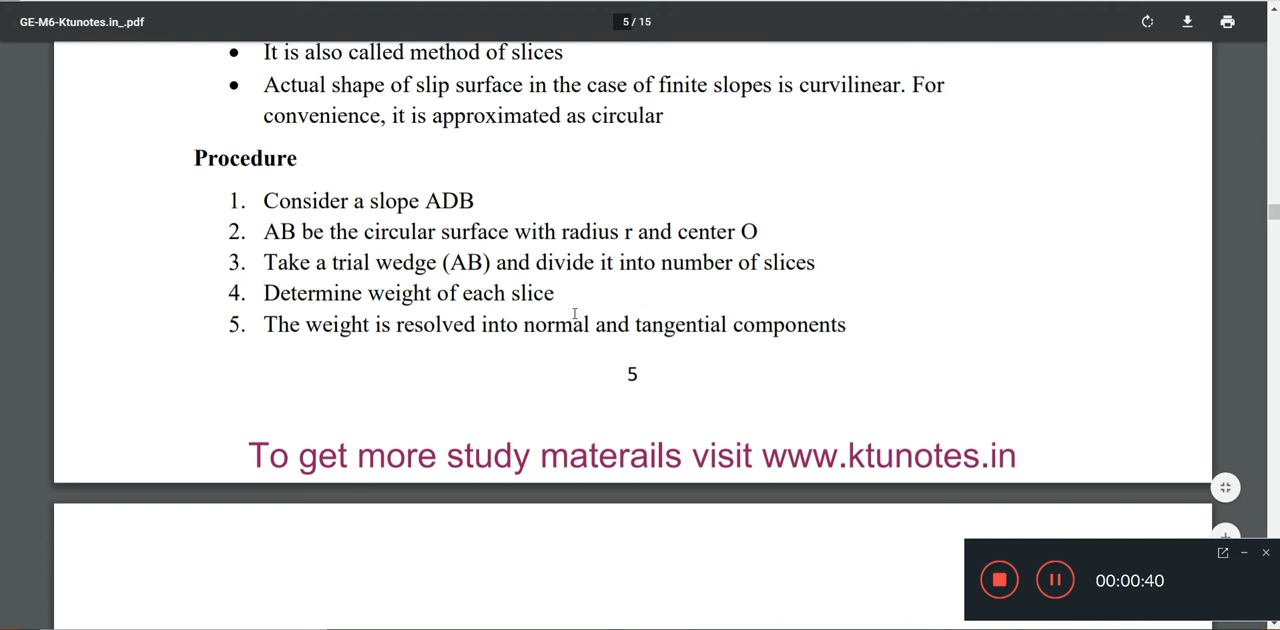 GE-M6-Ktunotes.in_.pdf
5 / 15
• It is also called method of slices
• Actual shape of slip surface in the case of finite slopes is curvilinear. For
convenience, it is approximated as circular
Procedure
1. Consider a slope ADB
2. AB be the circular surface with radius r and center O
3. Take a trial wedge (AB) and divide it into number of slices
4. Determine weight of each slice
5. The weight is resolved into normal and tangential components
5
To get more study materails visit www.ktunotes.in
00:00:40